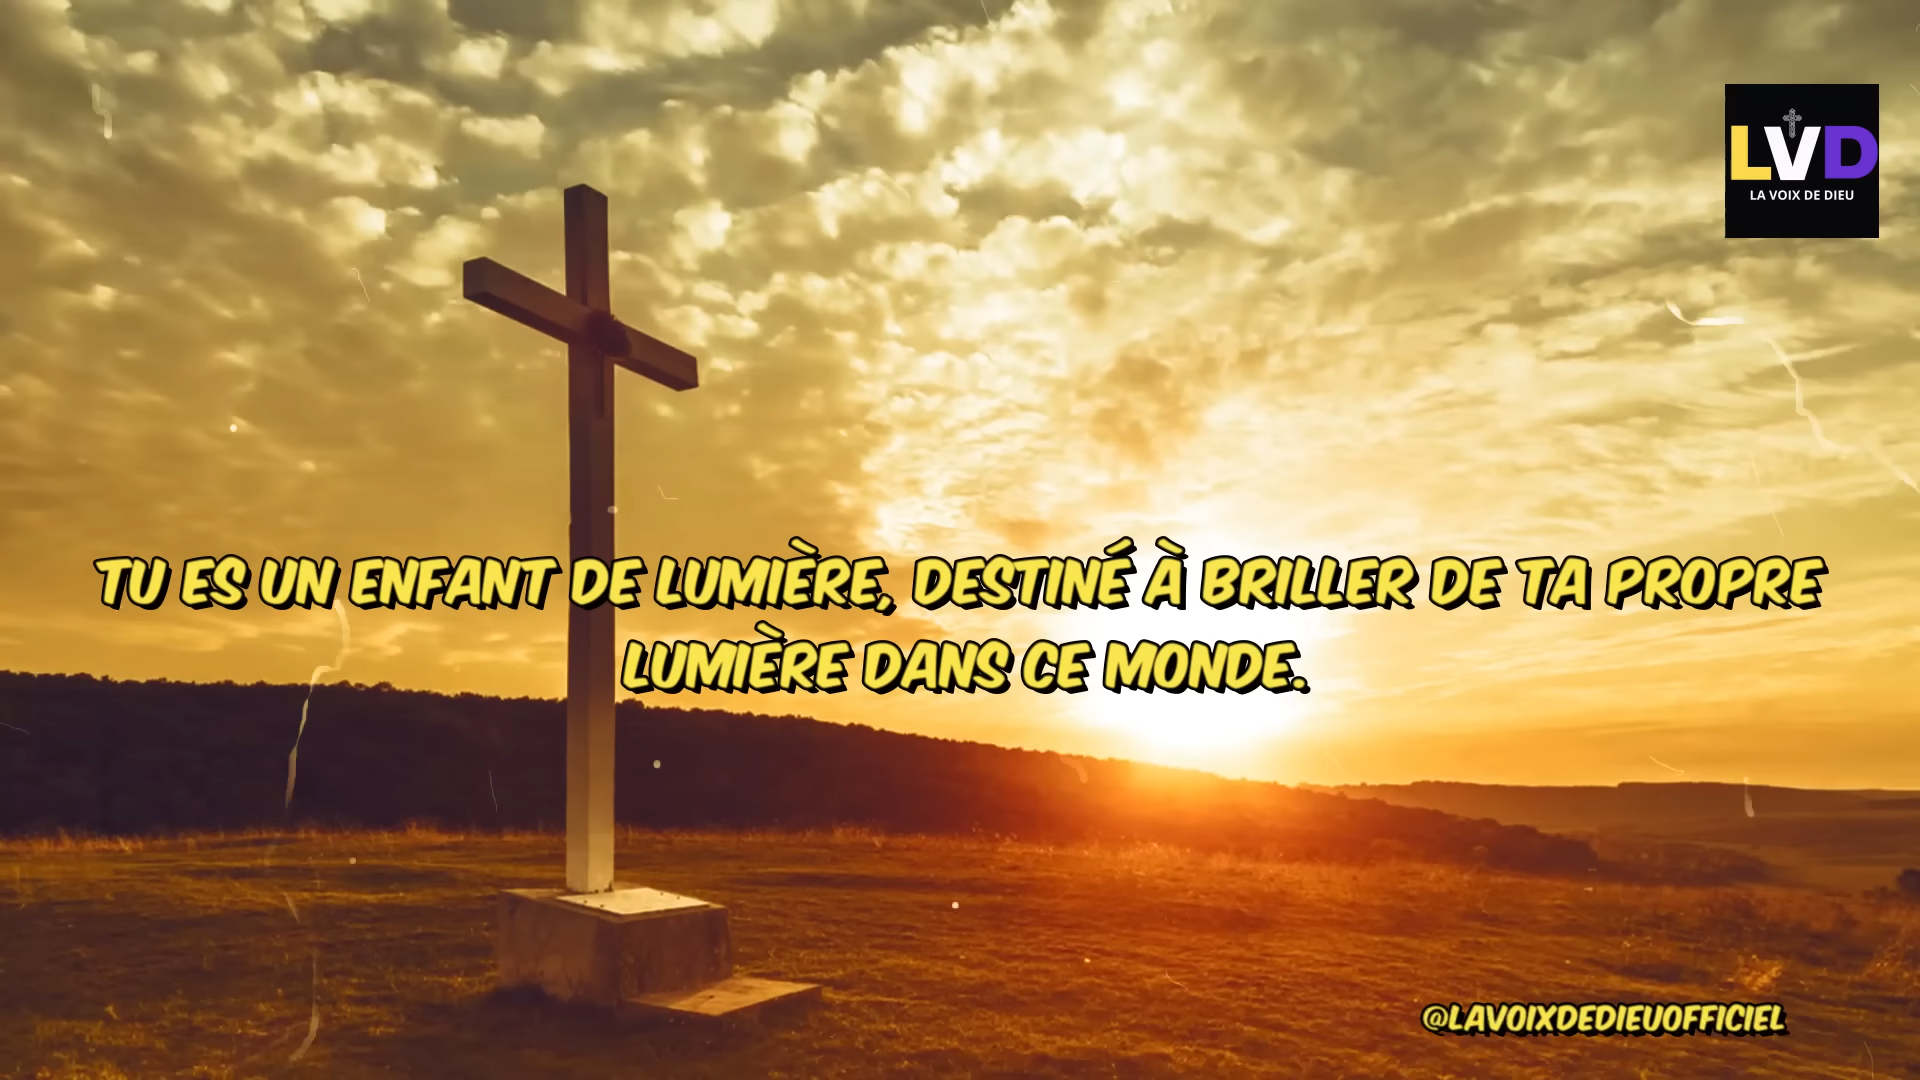 LVD
LA VOIX DE DIEU
TU ES UN ENFANT DE LUMIÈRE, DESTINÉ À BRILLER DE TA PROPRE
LUMIÈRE DANS CE MONDE.
@LAVOIXDEDIEUOFFICIEL